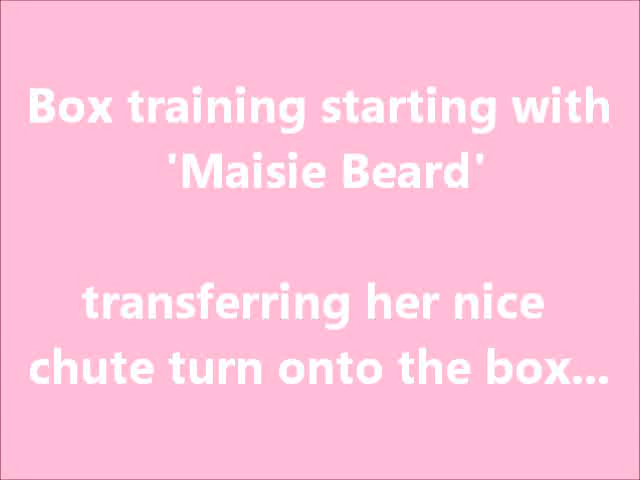 Box training starting with
'Maisie Beard'
transferring her nice
chute turn onto the box...